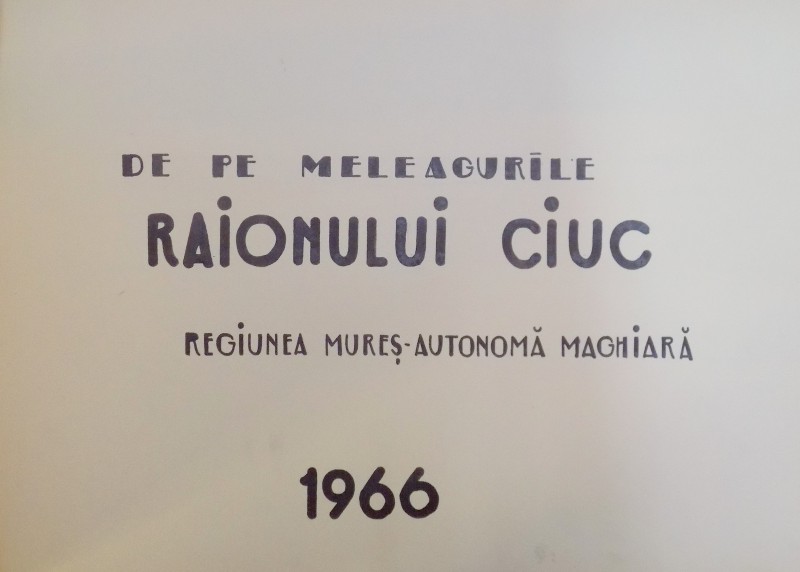 DE PE MELEAGURILE
RAiONULUi CiUC
REGiUNEA MUREȘ-AUTONOMĂ MAGHiARĂ
1966